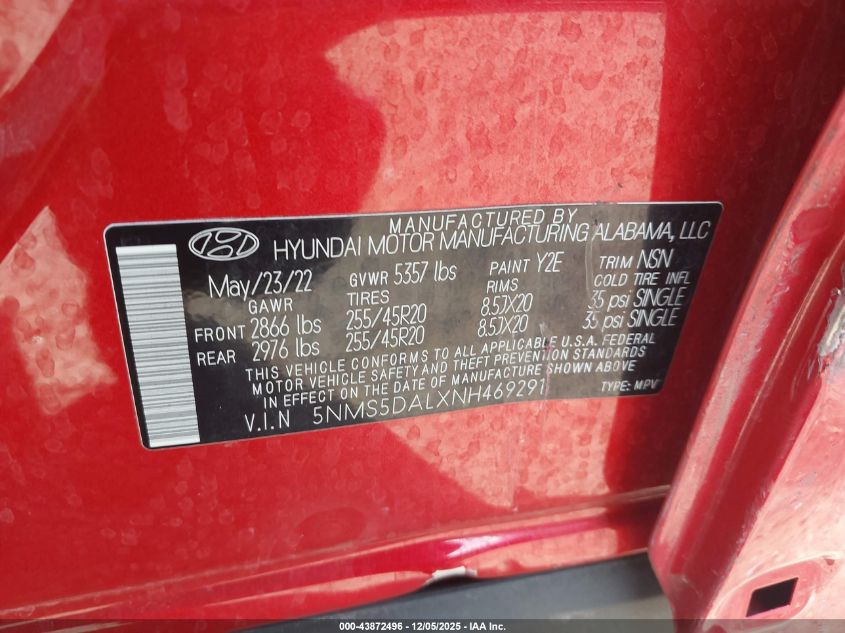 MANUFACTURED BY
HYUNDAI MOTOR MANUFACTURING ALABAMA, LLC
May/23/22 GVWR 5357 lbs PAINT Y2E TRIM NSN
GAWR TIRES RIMS COLD TIRE INFL
FRONT 2866 lbs 255/45R20 8.5JX20 35 psi SINGLE
REAR 2976 lbs 255/45R20 8.5JX20 35 psi SINGLE
THIS VEHICLE CONFORMS TO ALL APPLICABLE U.S.A. FEDERAL
MOTOR VEHICLE SAFETY AND THEFT PREVENTION STANDARDS
IN EFFECT ON THE DATE OF MANUFACTURE SHOWN ABOVE
V.I.N 5NMS5DALXNH469291 TYPE: MPV
000-43872496 - 12/05/2025 - IAA Inc.